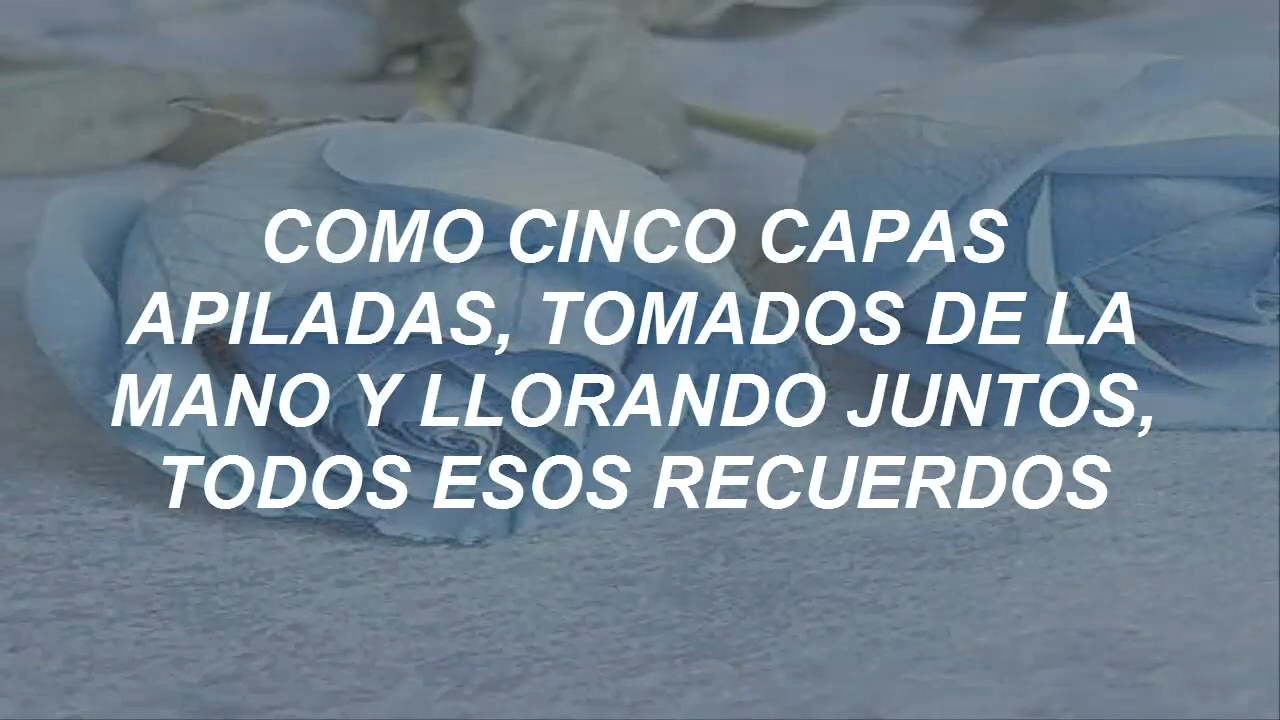 COMO CINCO CAPAS
APILADAS, TOMADOS DE LA
MANO Y LLORANDO JUNTOS,
TODOS ESOS RECUERDOS